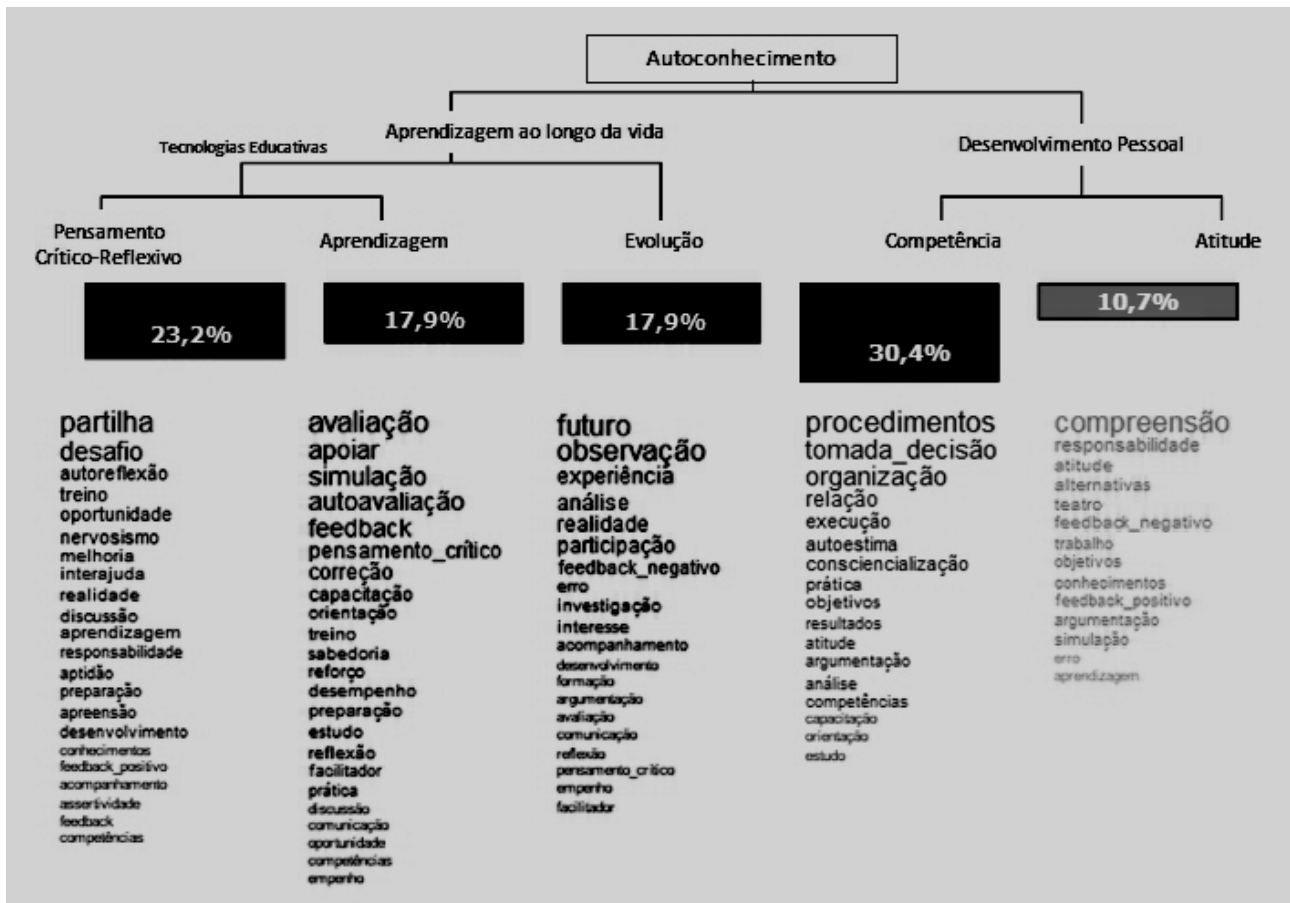 Autoconhecimento
Aprendizagem ao longo da vida
Tecnologias Educativas
Desenvolvimento Pessoal
Pensamento
Crítico-Reflexivo
Aprendizagem
Evolução
Competência
Atitude
23,2%
17,9%
17,9%
30,4%
10,7%
partilha
desafio
autoreflexão
treino
oportunidade
nervosismo
melhoria
interajuda
realidade
discussão
aprendizagem
responsabilidade
aptidão
preparação
apreensão
desenvolvimento
conhecimentos
feedback_positivo
acompanhamento
assertividade
feedback
competências
avaliação
apoiar
simulação
autoavaliação
feedback
pensamento_crítico
correção
capacitação
orientação
treino
sabedoria
reforço
desempenho
preparação
estudo
reflexão
facilitador
prática
discussão
comunicação
oportunidade
competências
empenho
futuro
observação
experiência
análise
realidade
participação
feedback_negativo
erro
investigação
interesse
acompanhamento
desenvolvimento
formação
argumentação
avaliação
comunicação
reflexão
pensamento_crítico
empenho
facilitador
procedimentos
tomada_decisão
organização
relação
execução
autoestima
consciencialização
prática
objetivos
resultados
atitude
argumentação
análise
competências
capacitação
orientação
estudo
compreensão
responsabilidade
atitude
alternativas
teatro
feedback_negativo
trabalho
objetivos
conhecimentos
feedback_positivo
argumentação
simulação
erro
aprendizagem